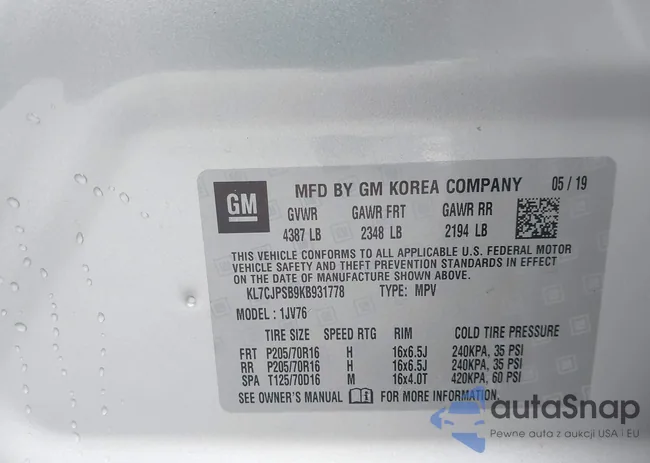 GM
MFD BY GM KOREA COMPANY 05 / 19
GVWR GAWR FRT GAWR RR
4387 LB 2348 LB 2194 LB
THIS VEHICLE CONFORMS TO ALL APPLICABLE U.S. FEDERAL MOTOR
VEHICLE SAFETY AND THEFT PREVENTION STANDARDS IN EFFECT
ON THE DATE OF MANUFACTURE SHOWN ABOVE.
KL7CJPSB9KB931778 TYPE: MPV
MODEL : 1JV76
TIRE SIZE SPEED RTG RIM COLD TIRE PRESSURE
FRT P205/70R16 H 16x6.5J 240KPA, 35 PSI
RR P205/70R16 H 16x6.5J 240KPA, 35 PSI
SPA T125/70D16 M 16x4.0T 420KPA, 60 PSI
SEE OWNER'S MANUAL FOR MORE INFORMATION.
autaSnap
Pewne auta z aukcji USA i EU